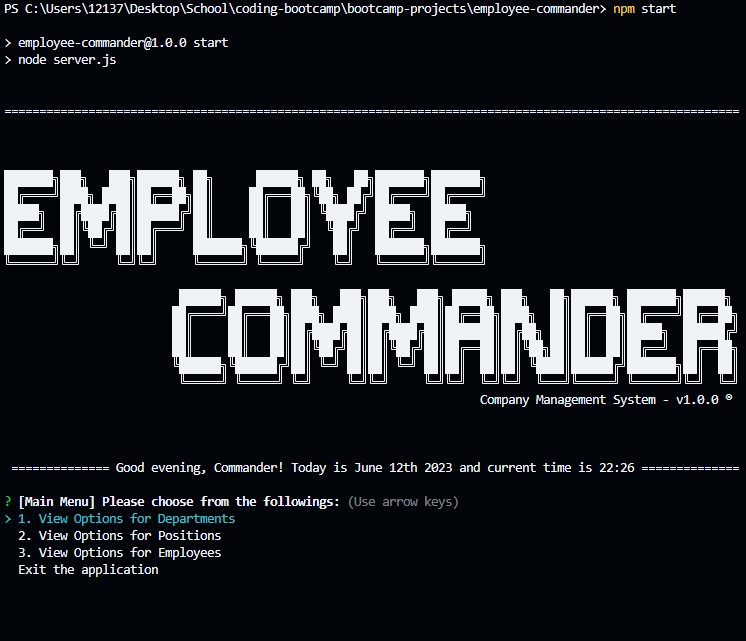 PS C:\Users\12137\Desktop\School\coding-bootcamp\bootcamp-projects\employee-commander> npm start
> employee-commander@1.0.0 start
> node server.js
=========================================================================================================
EMPLOYEE
COMMANDER
Company Management System - v1.0.0 ®
============== Good evening, Commander! Today is June 12th 2023 and current time is 22:26 ==============
? [Main Menu] Please choose from the followings: (Use arrow keys)
> 1. View Options for Departments
2. View Options for Positions
3. View Options for Employees
Exit the application